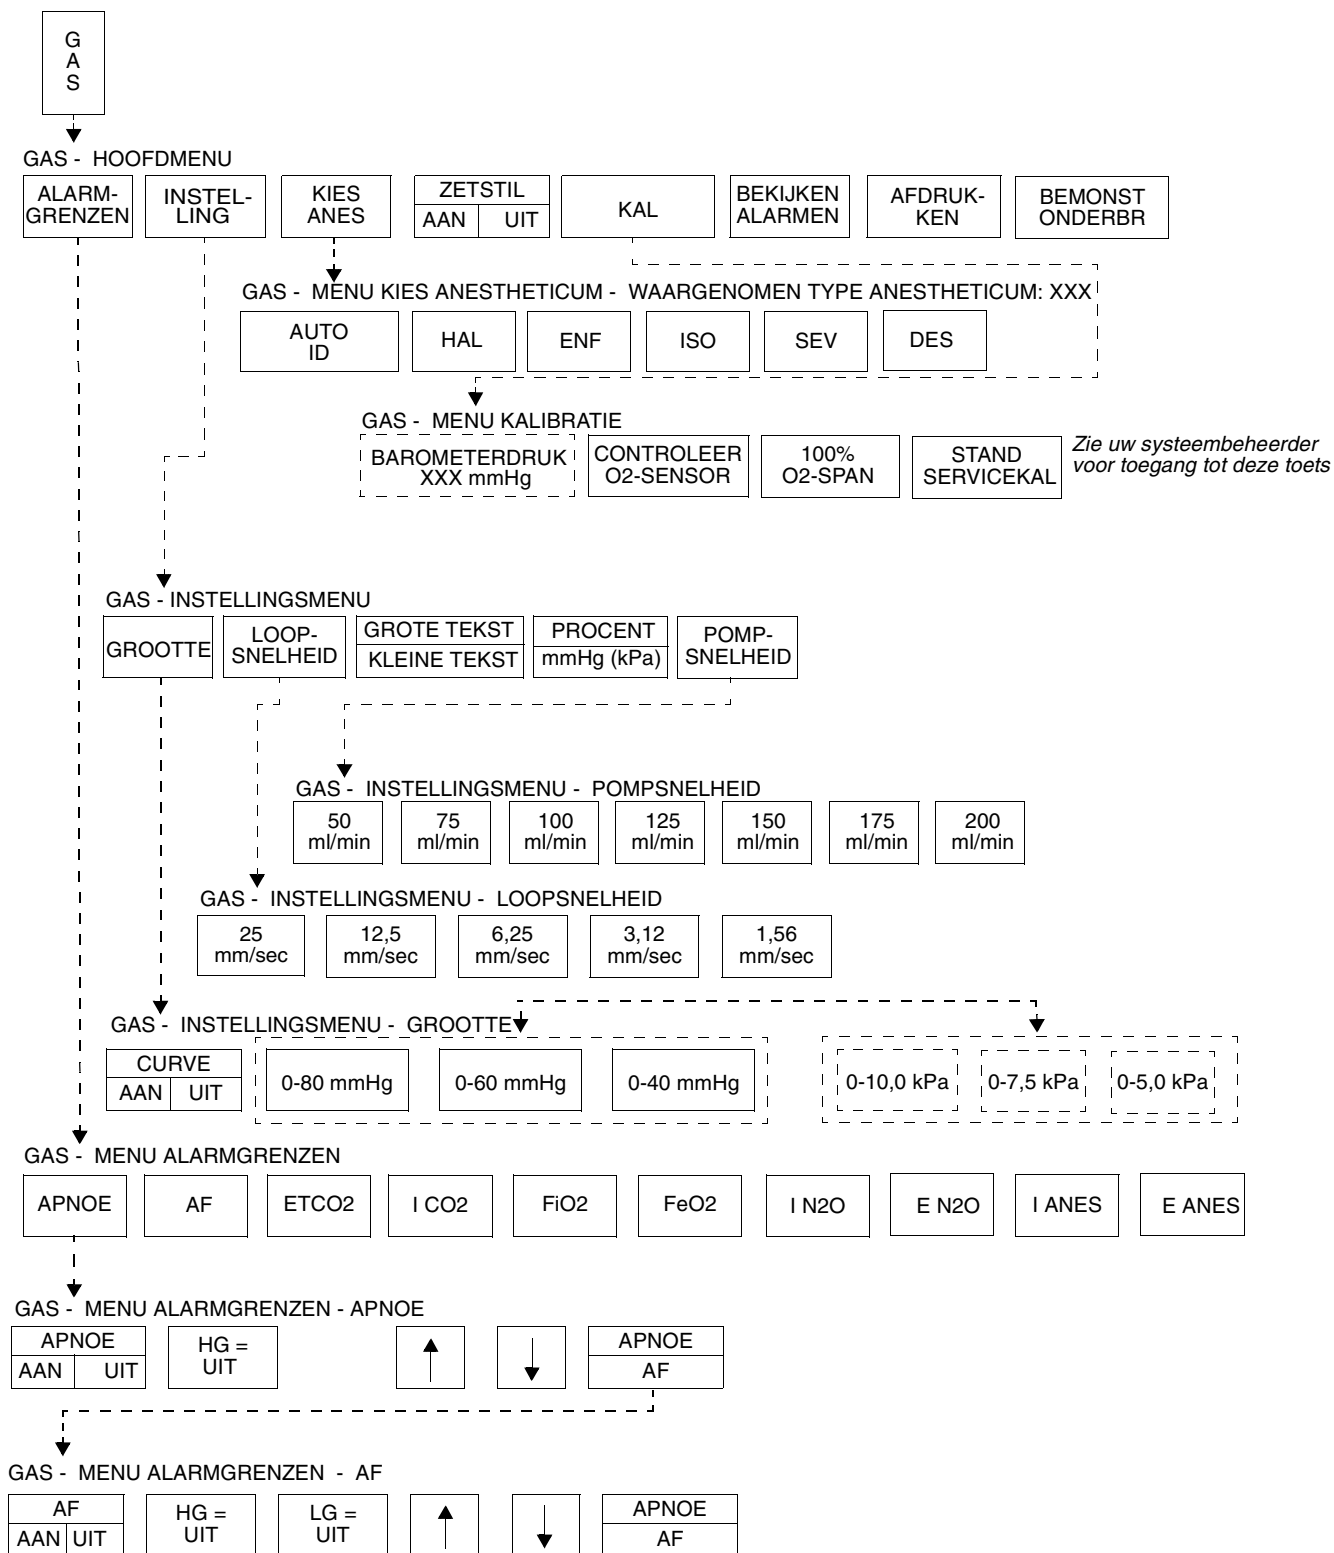 G
A
S
GAS - HOOFDMENU
ALARM-
GRENZEN
INSTEL-
LING
KIES
ANES
ZETSTIL
AAN UIT
KAL
BEKIJKEN
ALARMEN
AFDRUK-
KEN
BEMONST
ONDERBR
GAS - MENU KIES ANESTHETICUM - WAARGENOMEN TYPE ANESTHETICUM: XXX
AUTO
ID
HAL
ENF
ISO
SEV
DES
GAS - MENU KALIBRATIE
BAROMETERDRUK
XXX mmHg
CONTROLEER
O2-SENSOR
100%
O2-SPAN
STAND
SERVICEKAL
Zie uw systeembeheerder
voor toegang tot deze toets
GAS - INSTELLINGSMENU
GROOTTE
LOOP-
SNELHEID
GROTE TEKST
KLEINE TEKST
PROCENT
mmHg (kPa)
POMP-
SNELHEID
GAS - INSTELLINGSMENU - POMPSNELHEID
50
ml/min
75
ml/min
100
ml/min
125
ml/min
150
ml/min
175
ml/min
200
ml/min
GAS - INSTELLINGSMENU - LOOPSNELHEID
25
mm/sec
12,5
mm/sec
6,25
mm/sec
3,12
mm/sec
1,56
mm/sec
GAS - INSTELLINGSMENU - GROOTTE
CURVE
AAN UIT
0-80 mmHg
0-60 mmHg
0-40 mmHg
0-10,0 kPa
0-7,5 kPa
0-5,0 kPa
GAS - MENU ALARMGRENZEN
APNOE
AF
ETCO2
I CO2
FiO2
FeO2
I N2O
E N2O
I ANES
E ANES
GAS - MENU ALARMGRENZEN - APNOE
APNOE
AAN UIT
HG =
UIT
APNOE
AF
GAS - MENU ALARMGRENZEN - AF
AF
AAN UIT
HG =
UIT
LG =
UIT
APNOE
AF